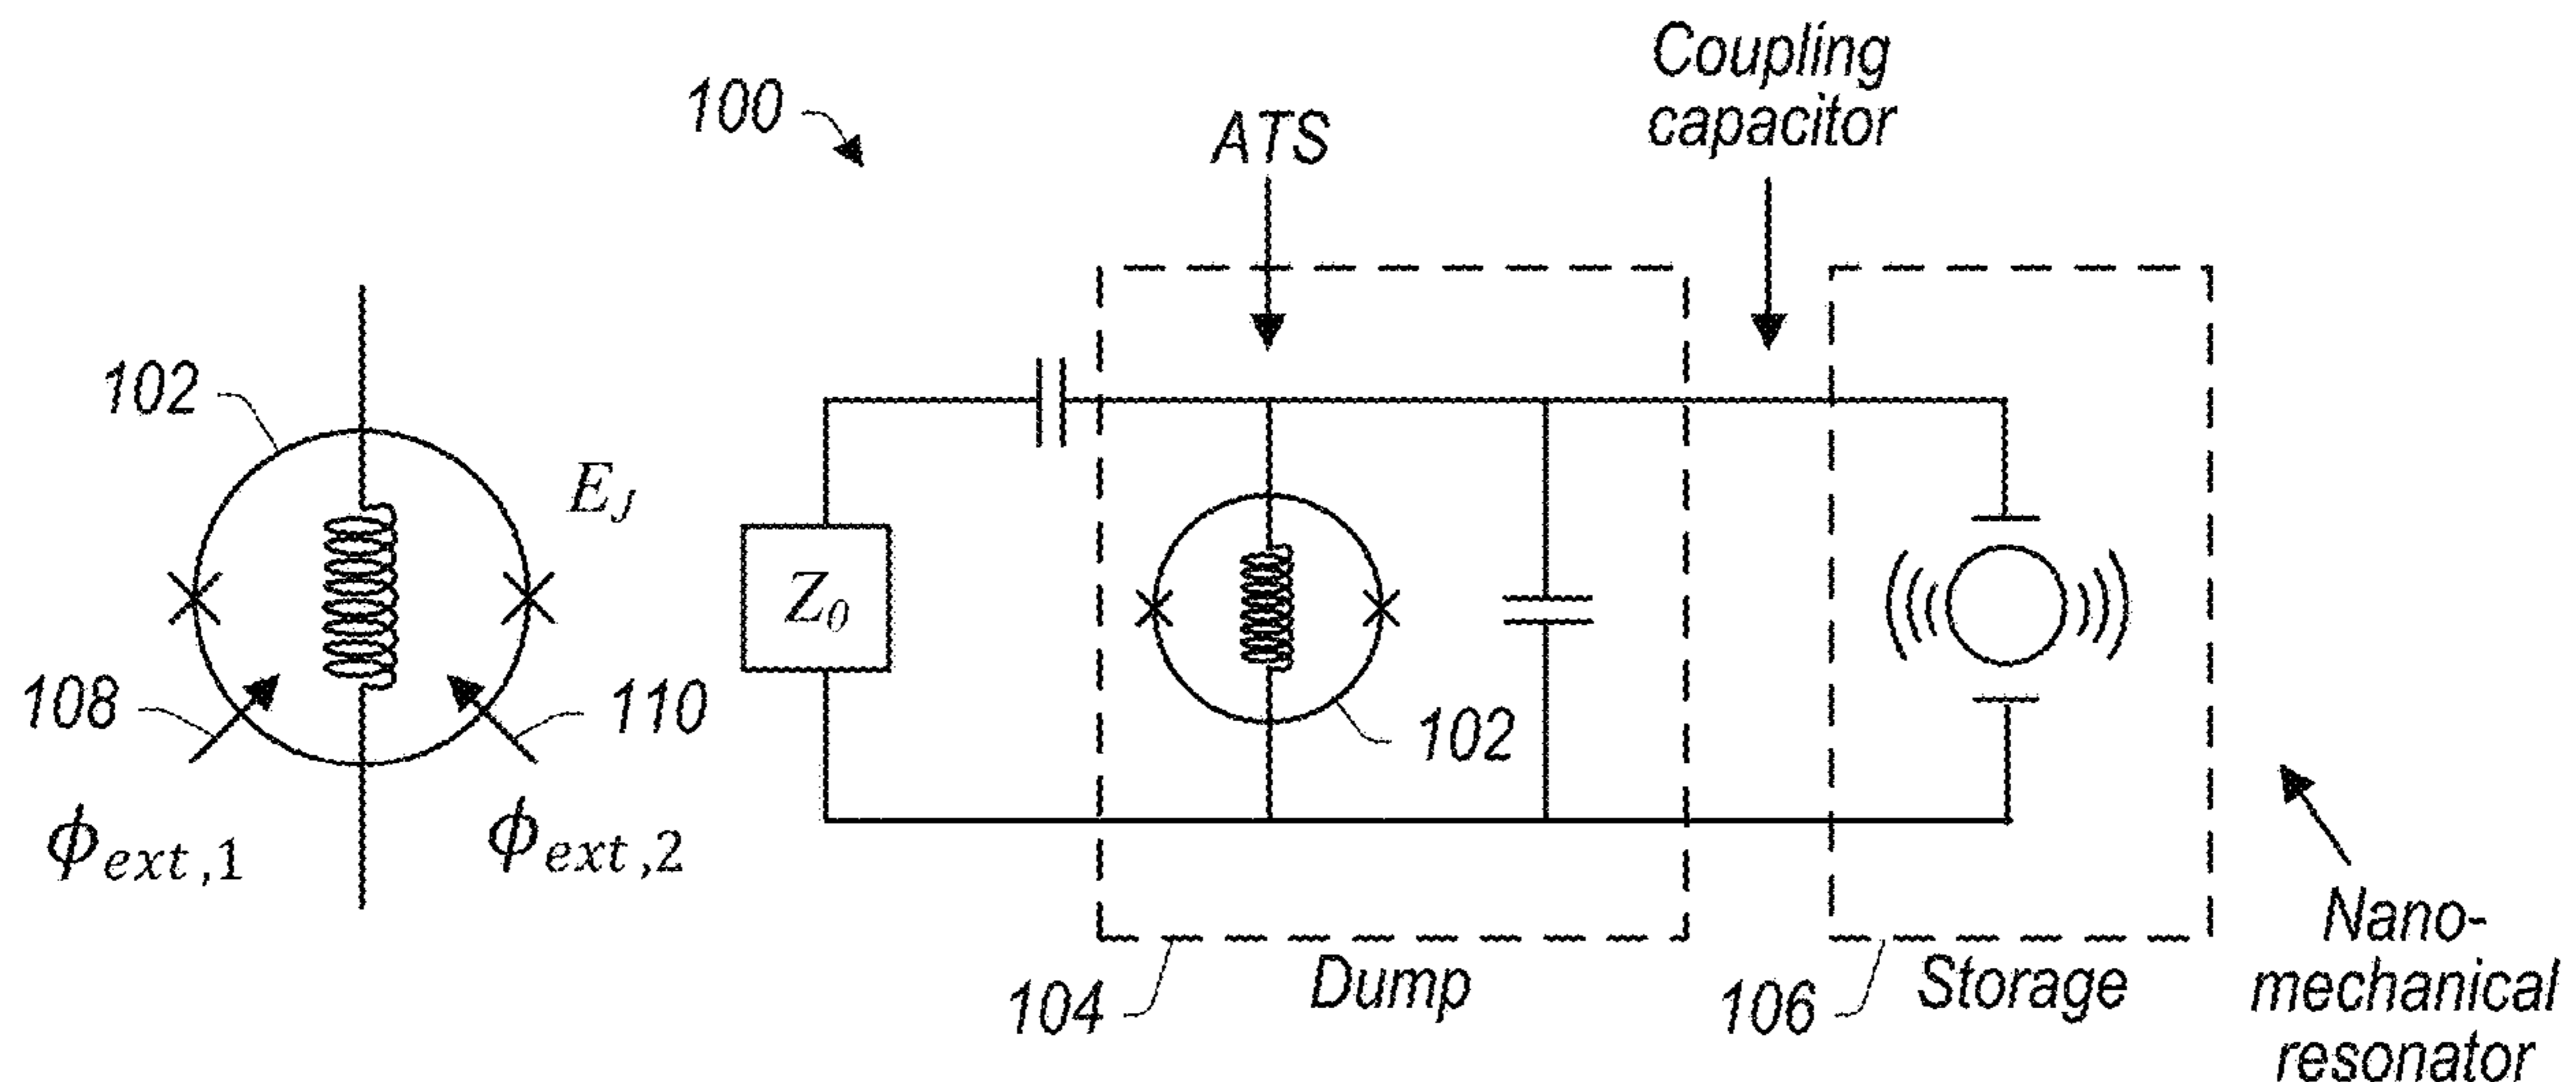 100
ATS
Coupling
capacitor
102
E_J
Z_0
108
110
102
ϕ_ext,1
ϕ_ext,2
104
Dump
106
Storage
Nano-
mechanical
resonator